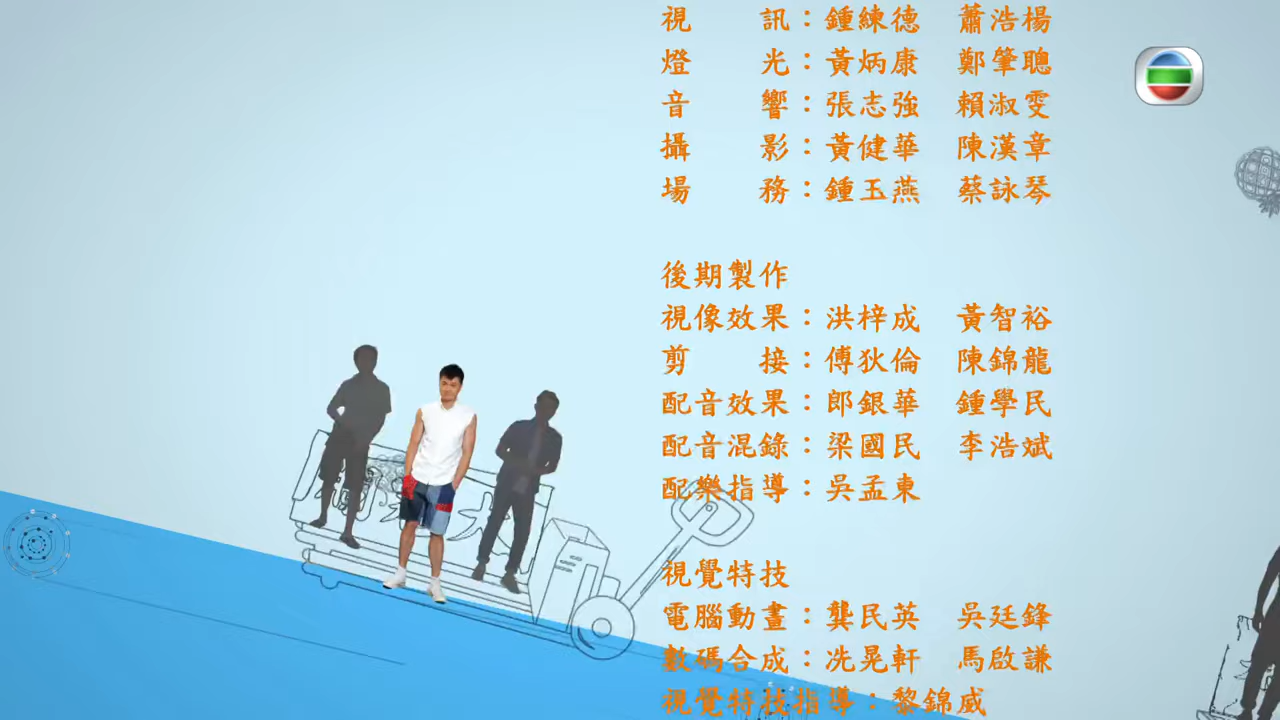 視　　訊：鍾練德　蕭浩楊
燈　　光：黃炳康　鄭肇聰
音　　響：張志強　賴淑雯
攝　　影：黃健華　陳漢章
場　　務：鍾玉燕　蔡詠琴
後期製作
視像效果：洪梓成　黃智裕
剪　　接：傅狄倫　陳錦龍
配音效果：郎銀華　鍾學民
配音混錄：梁國民　李浩斌
配樂指導：吳孟東
視覺特技
電腦動畫：龔民英　吳廷鋒
數碼合成：冼晃軒　馬啟謙
視覺特技指導：黎錦威